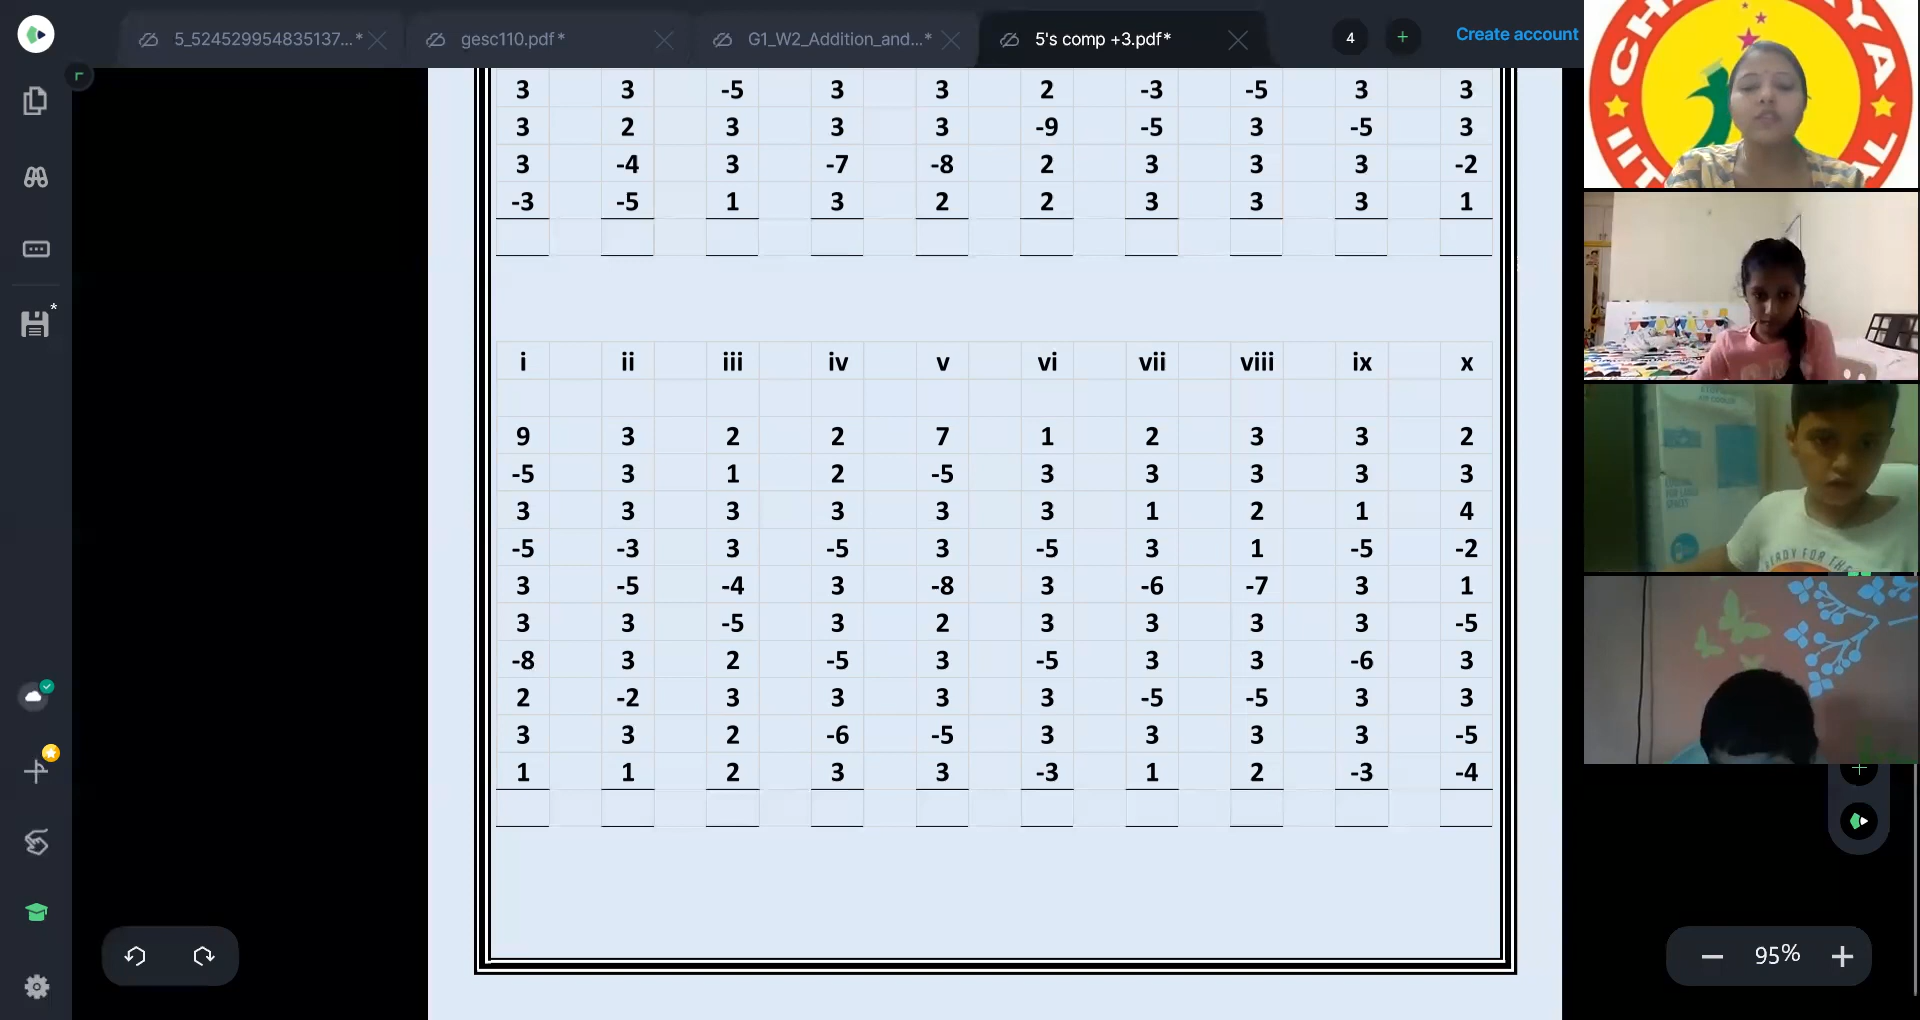 5_524529954835137...*
gesc110.pdf*
G1_W2_Addition_and...*
5's comp +3.pdf*
4
+
Create account
3 3 -5 3 3 2 -3 -5 3 3
3 2 3 3 3 -9 -5 3 -5 3
3 -4 3 -7 -8 2 3 3 3 -2
-3 -5 1 3 2 2 3 3 3 1
i ii iii iv v vi vii viii ix x
9 3 2 2 7 1 2 3 3 2
-5 3 1 2 -5 3 3 3 3 3
3 3 3 3 3 3 1 2 1 4
-5 -3 3 -5 3 -5 3 1 -5 -2
3 -5 -4 3 -8 3 -6 -7 3 1
3 3 -5 3 2 3 3 3 3 -5
-8 3 2 -5 3 -5 3 3 -6 3
2 -2 3 3 3 3 -5 -5 3 3
3 3 2 -6 -5 3 3 3 3 -5
1 1 2 3 3 -3 1 2 -3 -4
95%
READY FOR THE